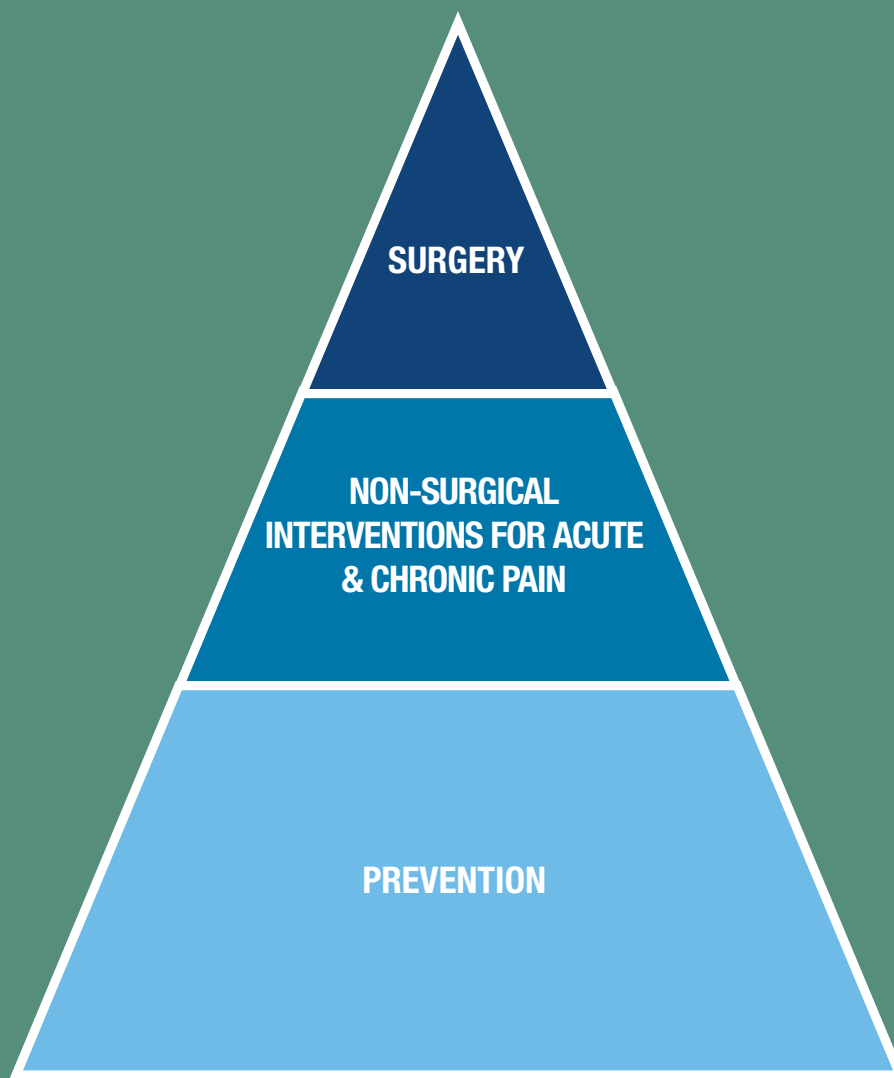 SURGERY
NON-SURGICAL
INTERVENTIONS FOR ACUTE
& CHRONIC PAIN
PREVENTION